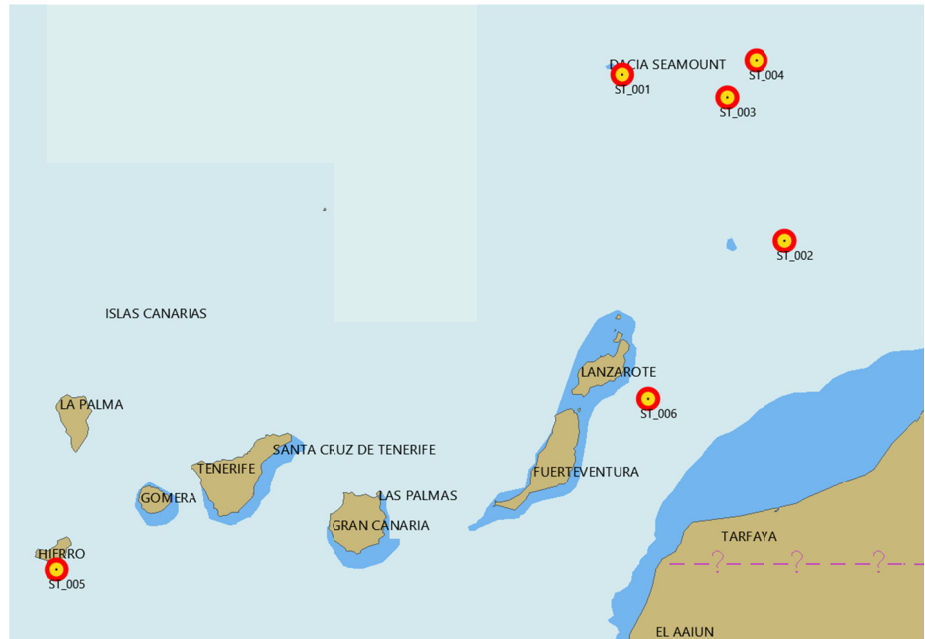 DACIA SEAMOUNT
ST_004
ST_001
ST_003
ST_002
ISLAS CANARIAS
LANZAROTE
LA PALMA
ST_006
SANTA CRUZ DE TENERIFE
TENERIFE
FUERTEVENTURA
GOMERA
LAS PALMAS
GRAN CANARIA
TARFAYA
HIERRO
? ? ?
ST_005
EL AAIUN